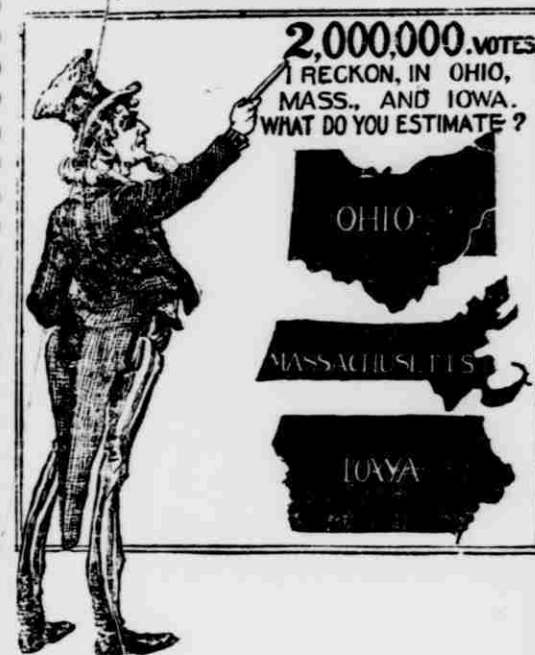 2,000,000.VOTES
I RECKON, IN OHIO,
MASS., AND IOWA.
WHAT DO YOU ESTIMATE ?
OHIO
MASSACHUSETTS
IOWA